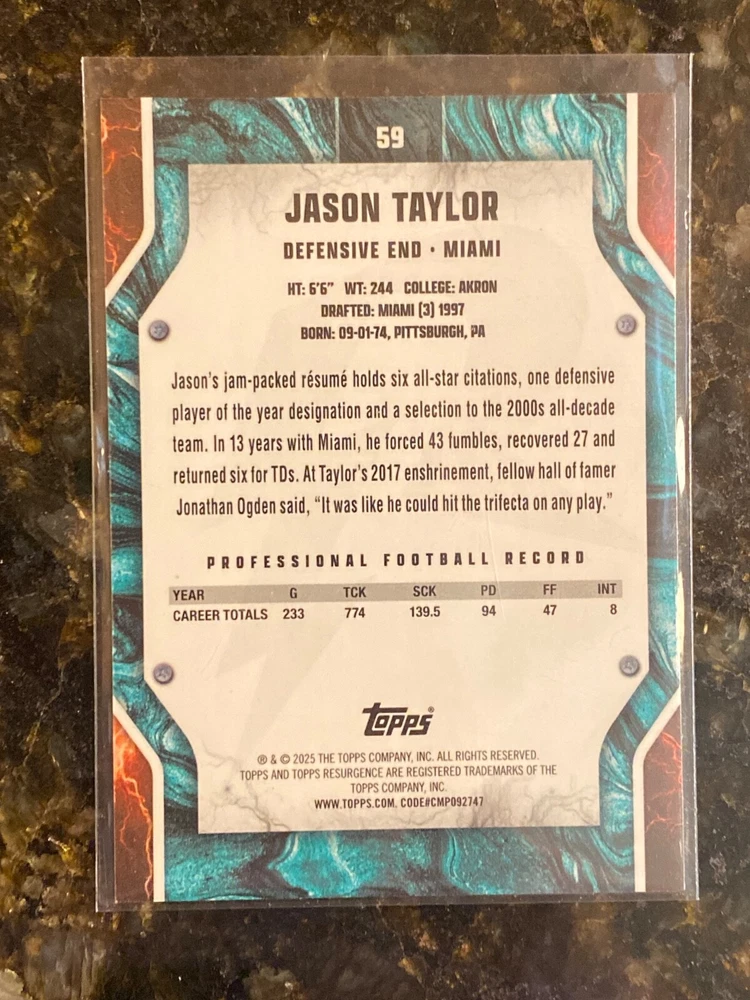 59
JASON TAYLOR
DEFENSIVE END • MIAMI
HT: 6'6" WT: 244 COLLEGE: AKRON
DRAFTED: MIAMI (3) 1997
BORN: 09-01-74, PITTSBURGH, PA
Jason's jam-packed résumé holds six all-star citations, one defensive
player of the year designation and a selection to the 2000s all-decade
team. In 13 years with Miami, he forced 43 fumbles, recovered 27 and
returned six for TDs. At Taylor's 2017 enshrinement, fellow hall of famer
Jonathan Ogden said, “It was like he could hit the trifecta on any play.”
PROFESSIONAL FOOTBALL RECORD
YEAR G TCK SCK PD FF INT
CAREER TOTALS 233 774 139.5 94 47 8
Topps®
® & © 2025 THE TOPPS COMPANY, INC. ALL RIGHTS RESERVED.
TOPPS AND TOPPS RESURGENCE ARE REGISTERED TRADEMARKS OF THE
TOPPS COMPANY, INC.
WWW.TOPPS.COM. CODE#CMP092747